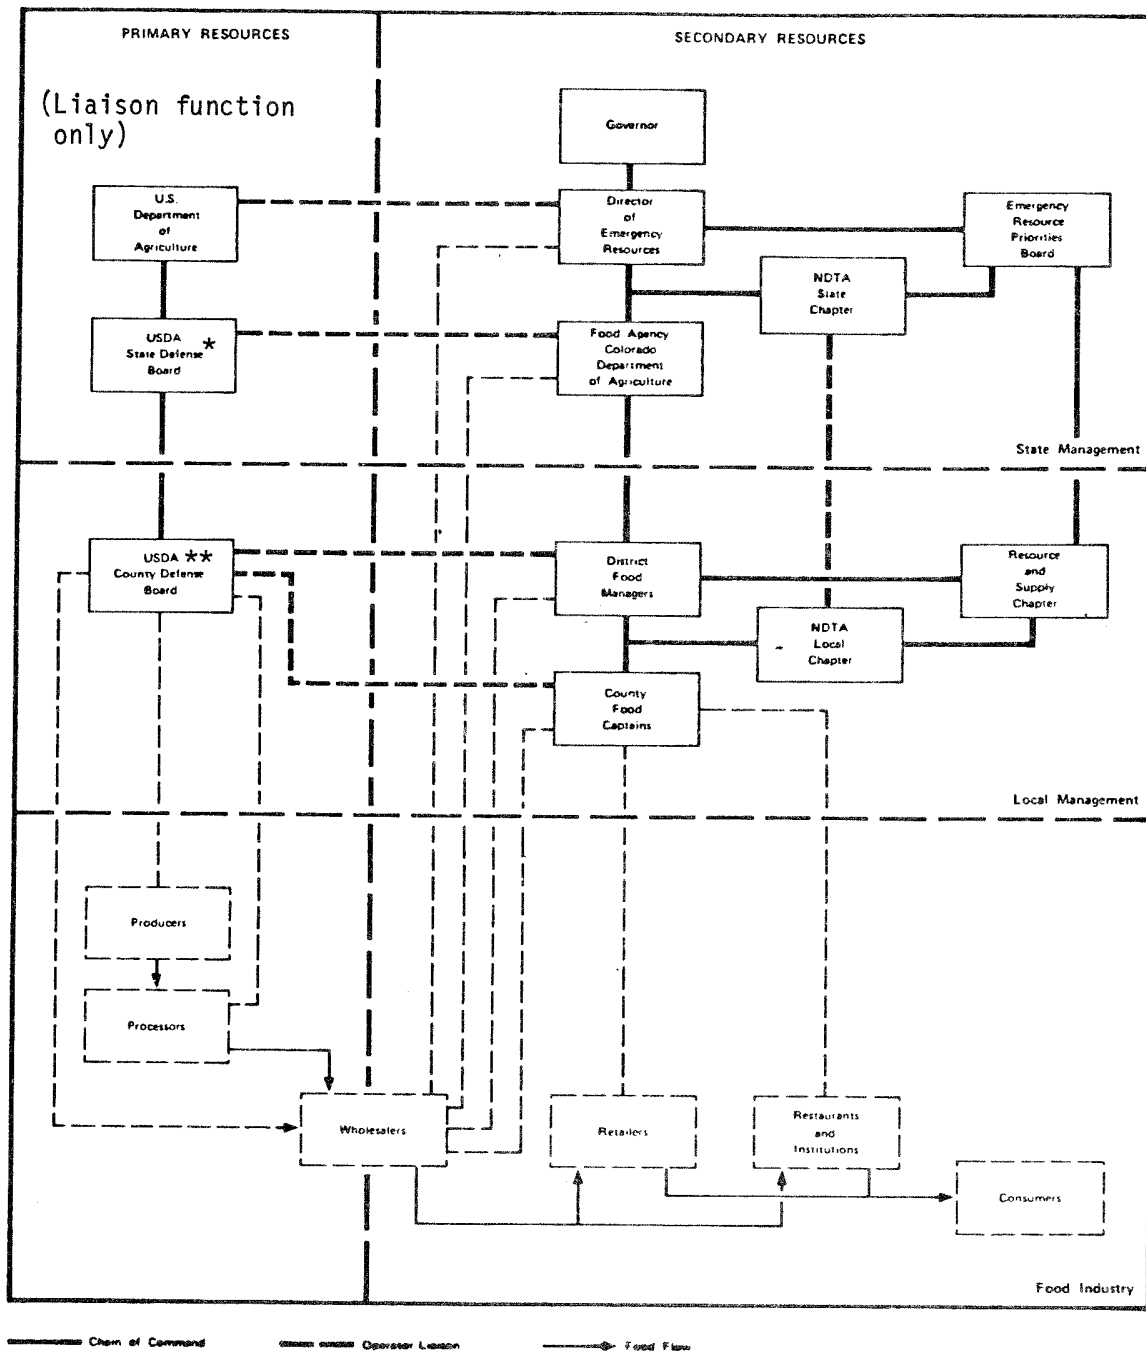 PRIMARY RESOURCES
SECONDARY RESOURCES
(Liaison function
only)
Governor
U.S.
Department
of
Agriculture
Director
of
Emergency
Resources
Emergency
Resource
Priorities
Board
NDTA
State
Chapter
USDA
State Defense *
Board
Food Agency
Colorado
Department
of Agriculture
State Management
USDA **
County Defense
Board
District
Food
Managers
Resource
and
Supply
Chapter
NDTA
Local
Chapter
County
Food
Captains
Local Management
Producers
Processors
Wholesalers
Retailers
Restaurants
and
Institutions
Consumers
Food Industry
Chain of Command
Operator Liaison
Food Flow